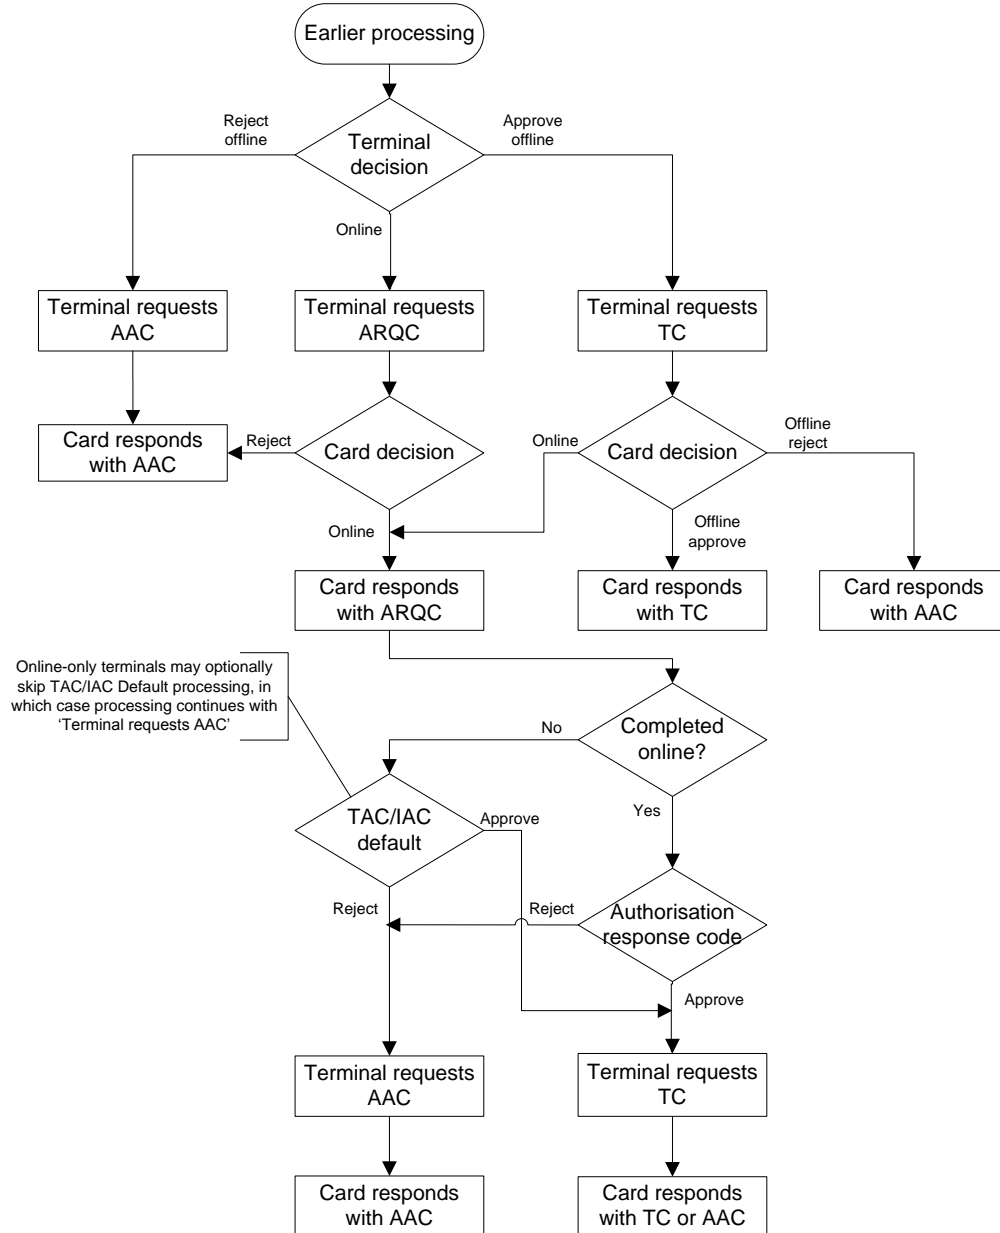 Earlier processing
Reject
offline
Approve
offline
Terminal
decision
Online
Terminal requests
AAC
Terminal requests
ARQC
Terminal requests
TC
Card responds
with AAC
Reject
Card decision
Online
Card decision
Offline
reject
Online
Offline
approve
Card responds
with ARQC
Card responds
with TC
Card responds
with AAC
Online-only terminals may optionally
skip TAC/IAC Default processing, in
which case processing continues with
‘Terminal requests AAC’
No
Completed
online?
Yes
TAC/IAC
default
Approve
Reject
Reject
Authorisation
response code
Approve
Terminal requests
AAC
Terminal requests
TC
Card responds
with AAC
Card responds
with TC or AAC